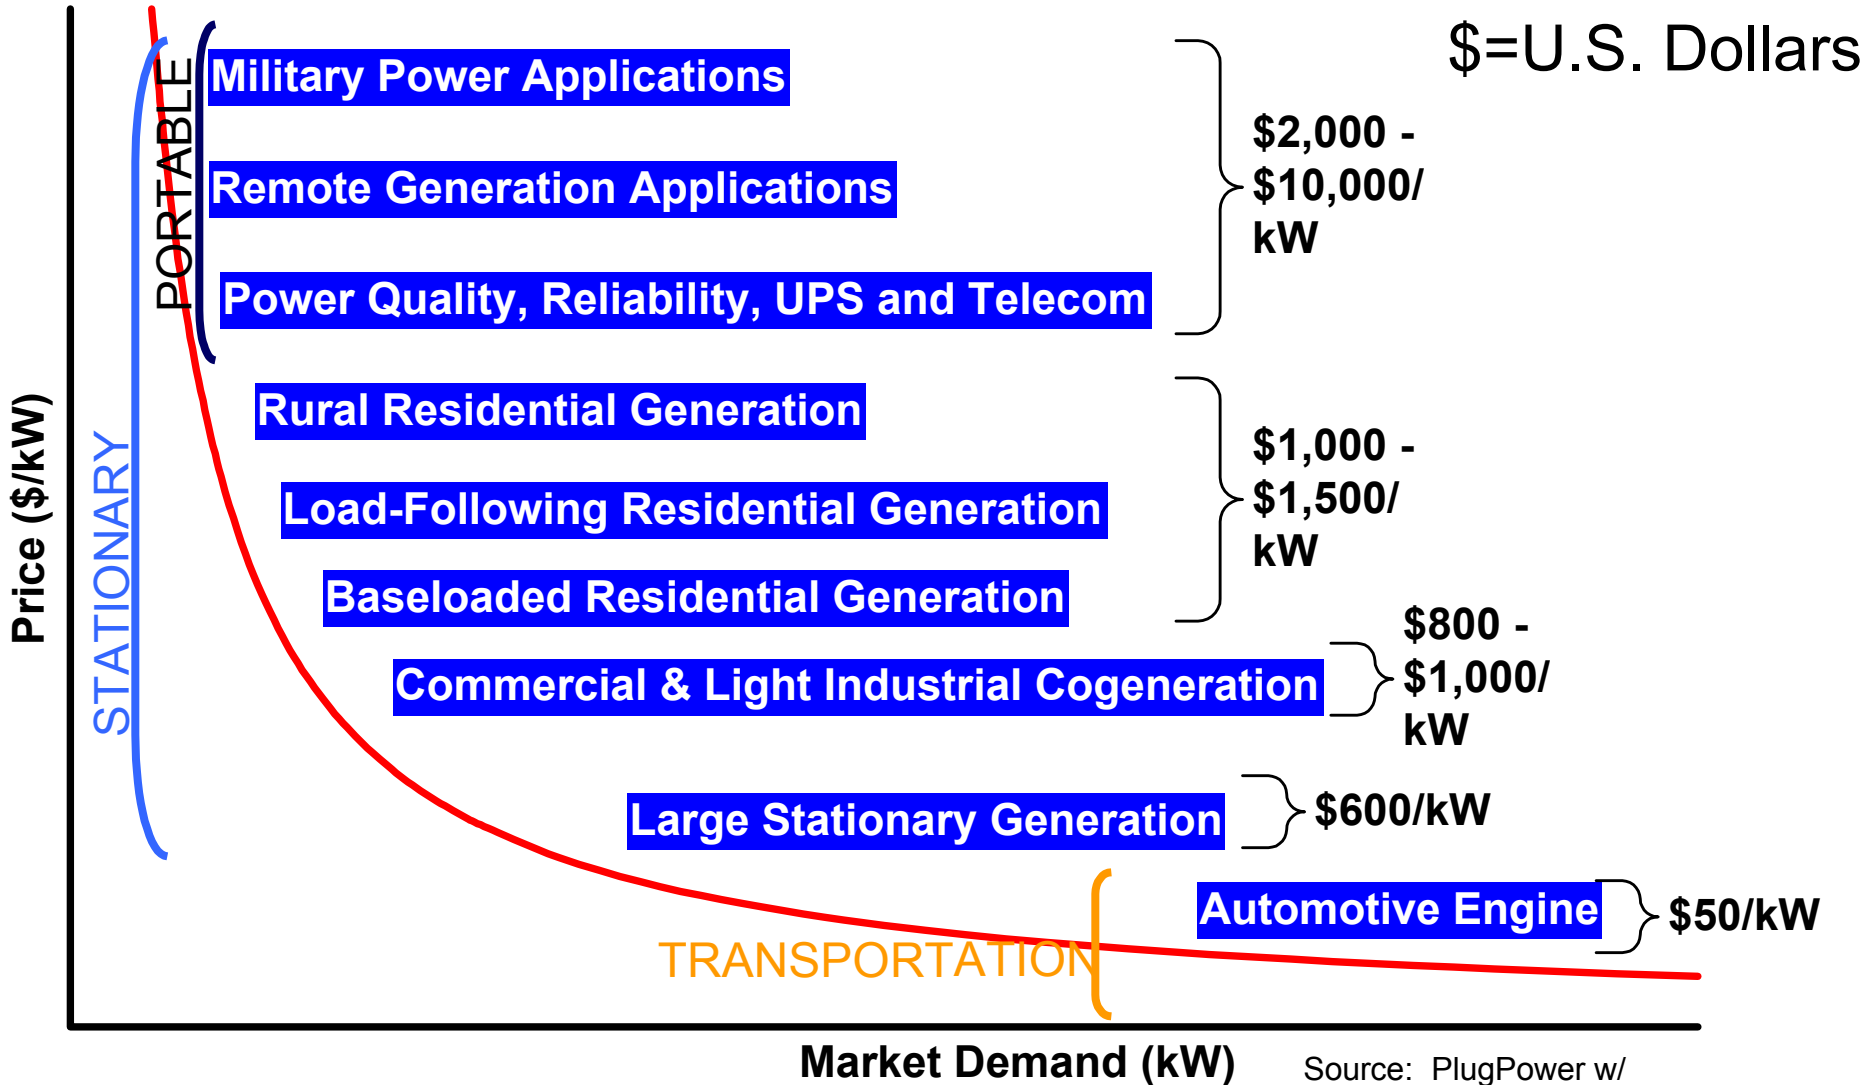 $=U.S. Dollars
PORTABLE
Military Power Applications
Remote Generation Applications
Power Quality, Reliability, UPS and Telecom
$2,000 -
$10,000/
kW
STATIONARY
Price ($/kW)
Rural Residential Generation
Load-Following Residential Generation
Baseloaded Residential Generation
$1,000 -
$1,500/
kW
Commercial & Light Industrial Cogeneration
$800 -
$1,000/
kW
Large Stationary Generation
$600/kW
TRANSPORTATION
Automotive Engine
$50/kW
Market Demand (kW)
Source: PlugPower w/